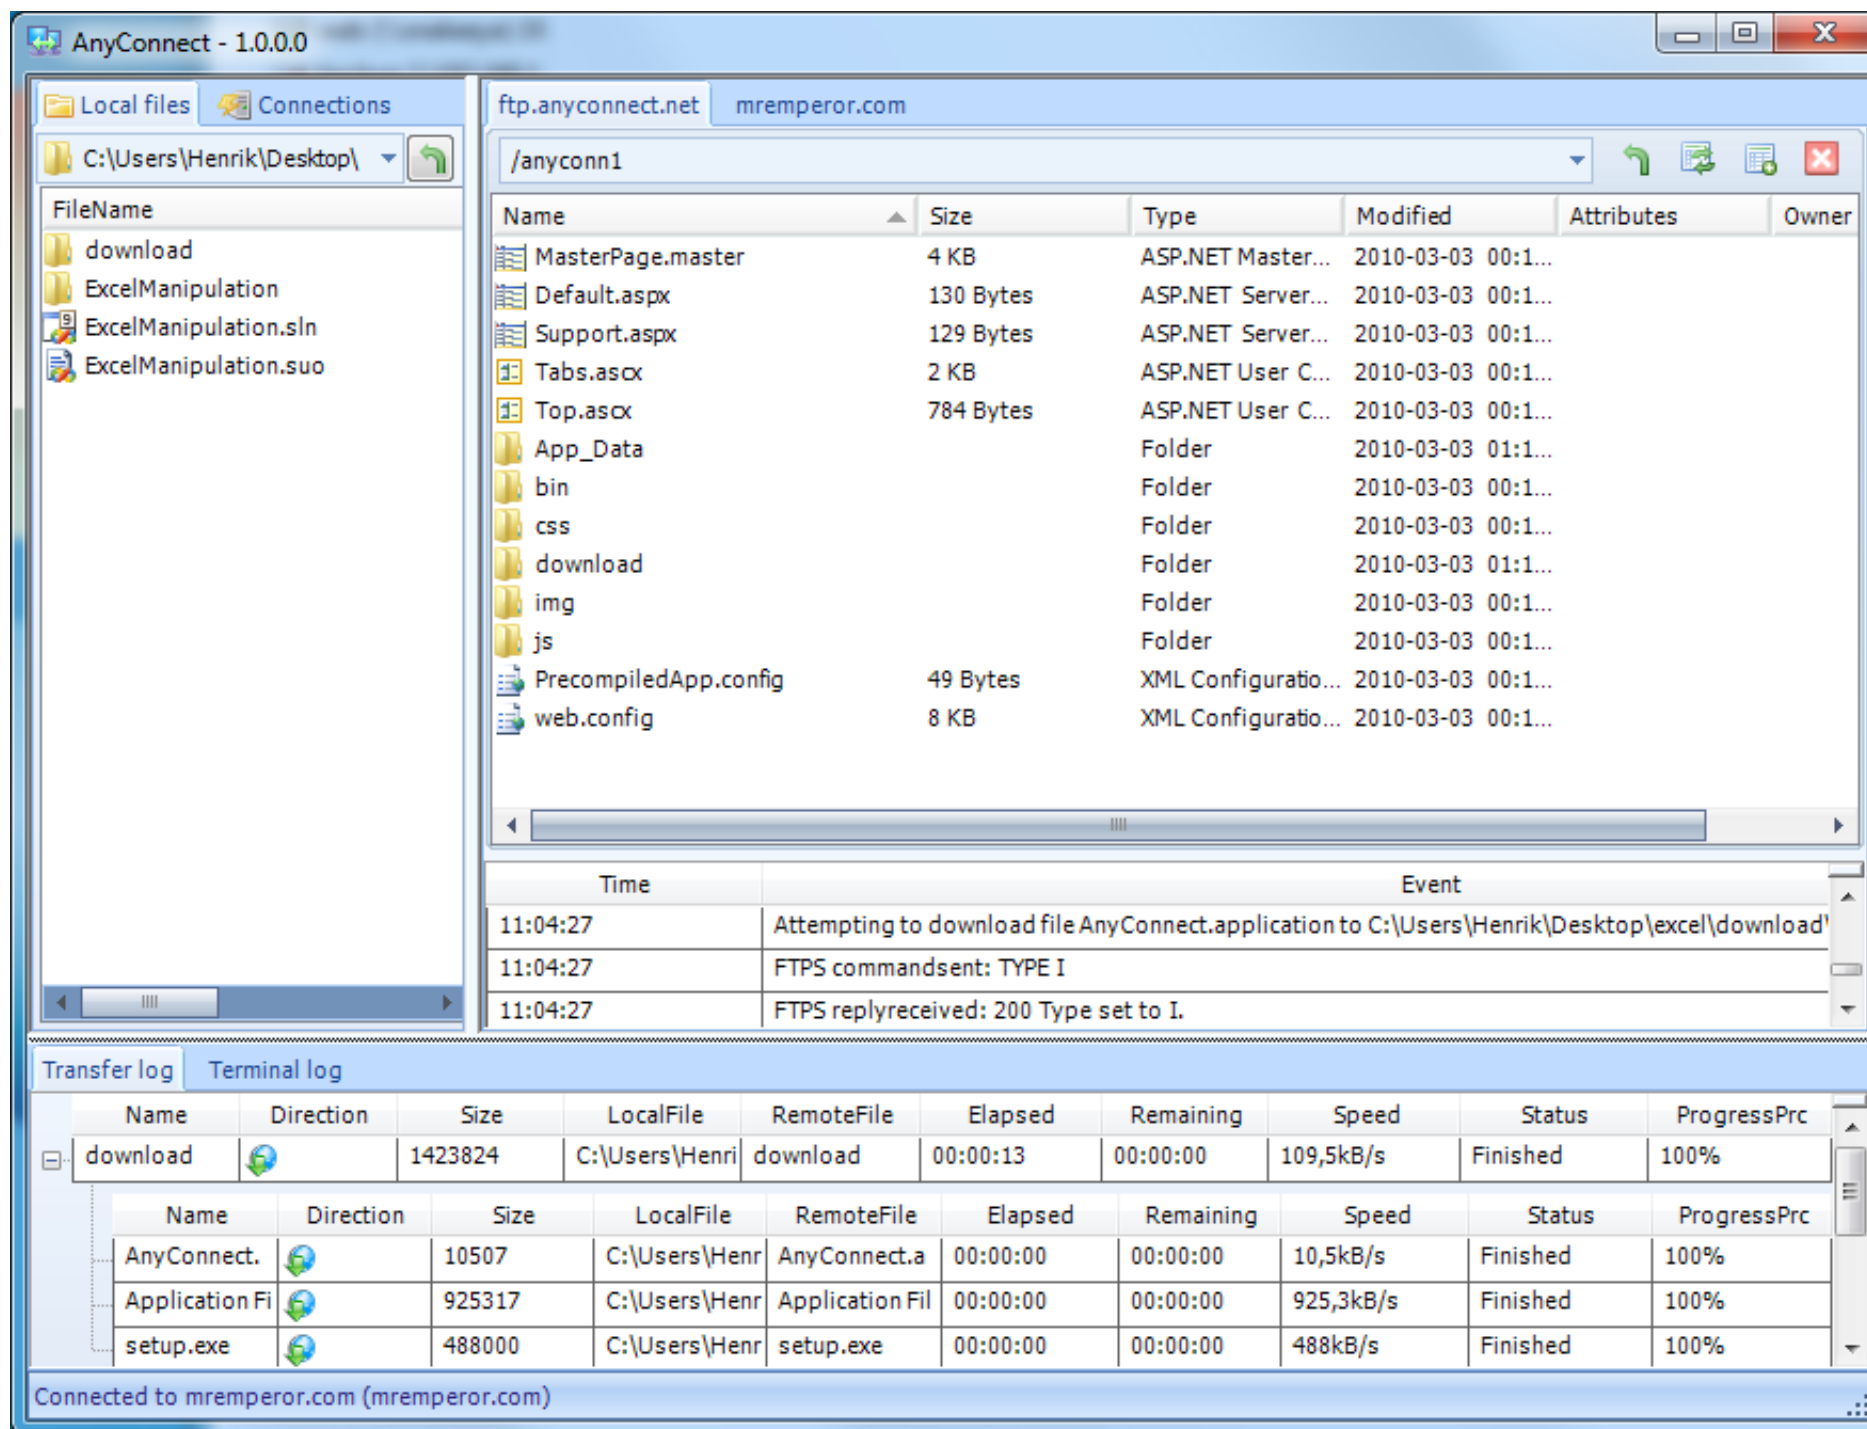 AnyConnect - 1.0.0.0
Local files Connections
C:\Users\Henrik\Desktop\
FileName
download
ExcelManipulation
ExcelManipulation.sln
ExcelManipulation.suo
ftp.anyconnect.net mremperor.com
/anyconn1
Name Size Type Modified Attributes Owner
MasterPage.master 4 KB ASP.NET Master... 2010-03-03 00:1...
Default.aspx 130 Bytes ASP.NET Server... 2010-03-03 00:1...
Support.aspx 129 Bytes ASP.NET Server... 2010-03-03 00:1...
Tabs.ascx 2 KB ASP.NET User C... 2010-03-03 00:1...
Top.ascx 784 Bytes ASP.NET User C... 2010-03-03 00:1...
App_Data Folder 2010-03-03 01:1...
bin Folder 2010-03-03 00:1...
css Folder 2010-03-03 00:1...
download Folder 2010-03-03 01:1...
img Folder 2010-03-03 00:1...
js Folder 2010-03-03 00:1...
PrecompiledApp.config 49 Bytes XML Configuratio... 2010-03-03 00:1...
web.config 8 KB XML Configuratio... 2010-03-03 00:1...
Time Event
11:04:27 Attempting to download file AnyConnect.application to C:\Users\Henrik\Desktop\excel\download\
11:04:27 FTPS commandsent: TYPE I
11:04:27 FTPS replyreceived: 200 Type set to I.
Transfer log Terminal log
Name Direction Size LocalFile RemoteFile Elapsed Remaining Speed Status ProgressPrc
download 1423824 C:\Users\Henri download 00:00:13 00:00:00 109,5kB/s Finished 100%
Name Direction Size LocalFile RemoteFile Elapsed Remaining Speed Status ProgressPrc
AnyConnect. 10507 C:\Users\Henr AnyConnect.a 00:00:00 00:00:00 10,5kB/s Finished 100%
Application Fi 925317 C:\Users\Henr Application Fil 00:00:00 00:00:00 925,3kB/s Finished 100%
setup.exe 488000 C:\Users\Henr setup.exe 00:00:00 00:00:00 488kB/s Finished 100%
Connected to mremperor.com (mremperor.com)